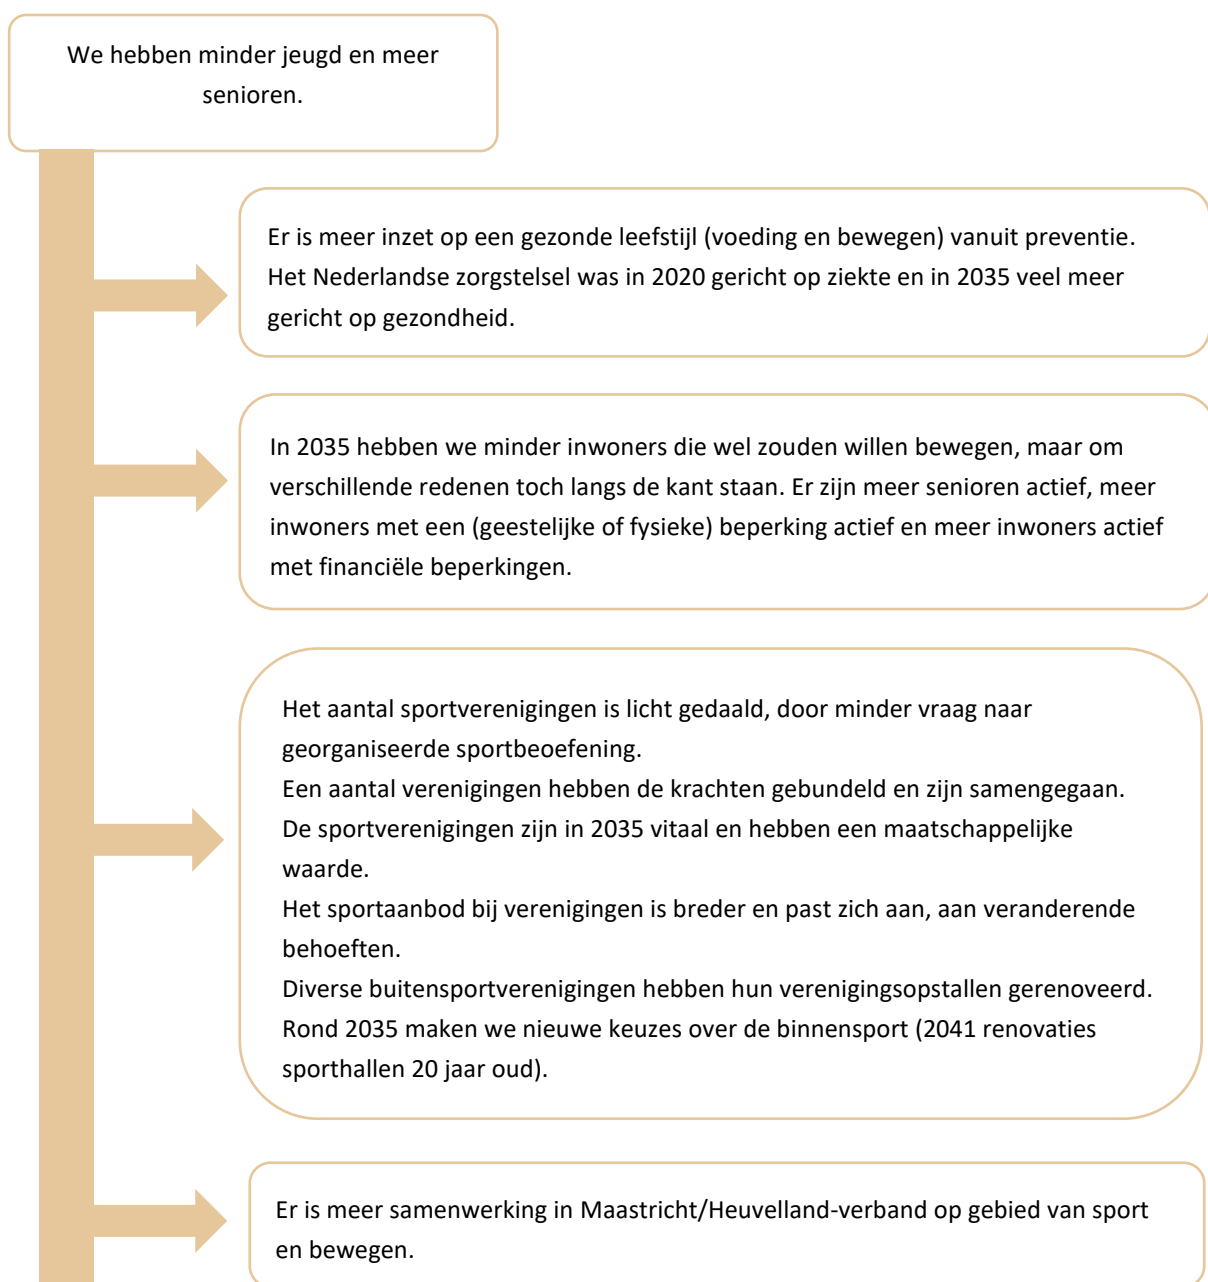 We hebben minder jeugd en meer
senioren.
Er is meer inzet op een gezonde leefstijl (voeding en bewegen) vanuit preventie.
Het Nederlandse zorgstelsel was in 2020 gericht op ziekte en in 2035 veel meer
gericht op gezondheid.
In 2035 hebben we minder inwoners die wel zouden willen bewegen, maar om
verschillende redenen toch langs de kant staan. Er zijn meer senioren actief, meer
inwoners met een (geestelijke of fysieke) beperking actief en meer inwoners actief
met financiële beperkingen.
Het aantal sportverenigingen is licht gedaald, door minder vraag naar
georganiseerde sportbeoefening.
Een aantal verenigingen hebben de krachten gebundeld en zijn samengegaan.
De sportverenigingen zijn in 2035 vitaal en hebben een maatschappelijke
waarde.
Het sportaanbod bij verenigingen is breder en past zich aan, aan veranderende
behoeften.
Diverse buitensportverenigingen hebben hun verenigingsopstallen gerenoveerd.
Rond 2035 maken we nieuwe keuzes over de binnensport (2041 renovaties
sporthallen 20 jaar oud).
Er is meer samenwerking in Maastricht/Heuvelland-verband op gebied van sport
en bewegen.